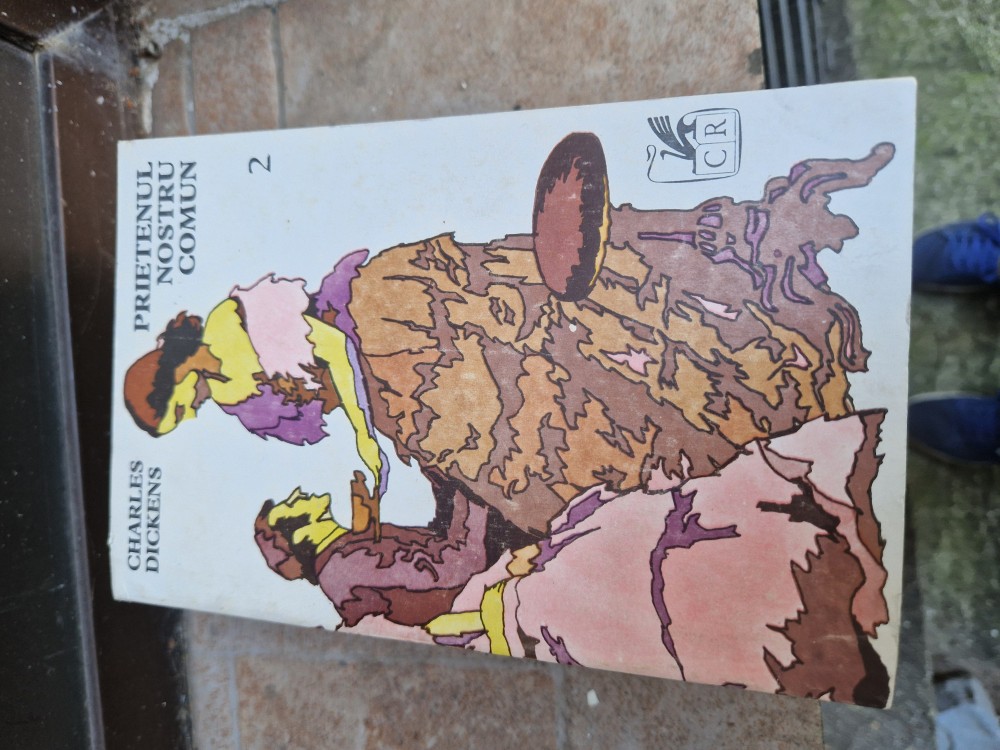 CHARLES
DICKENS
PRIETENUL
NOSTRU
COMUN
2
CR